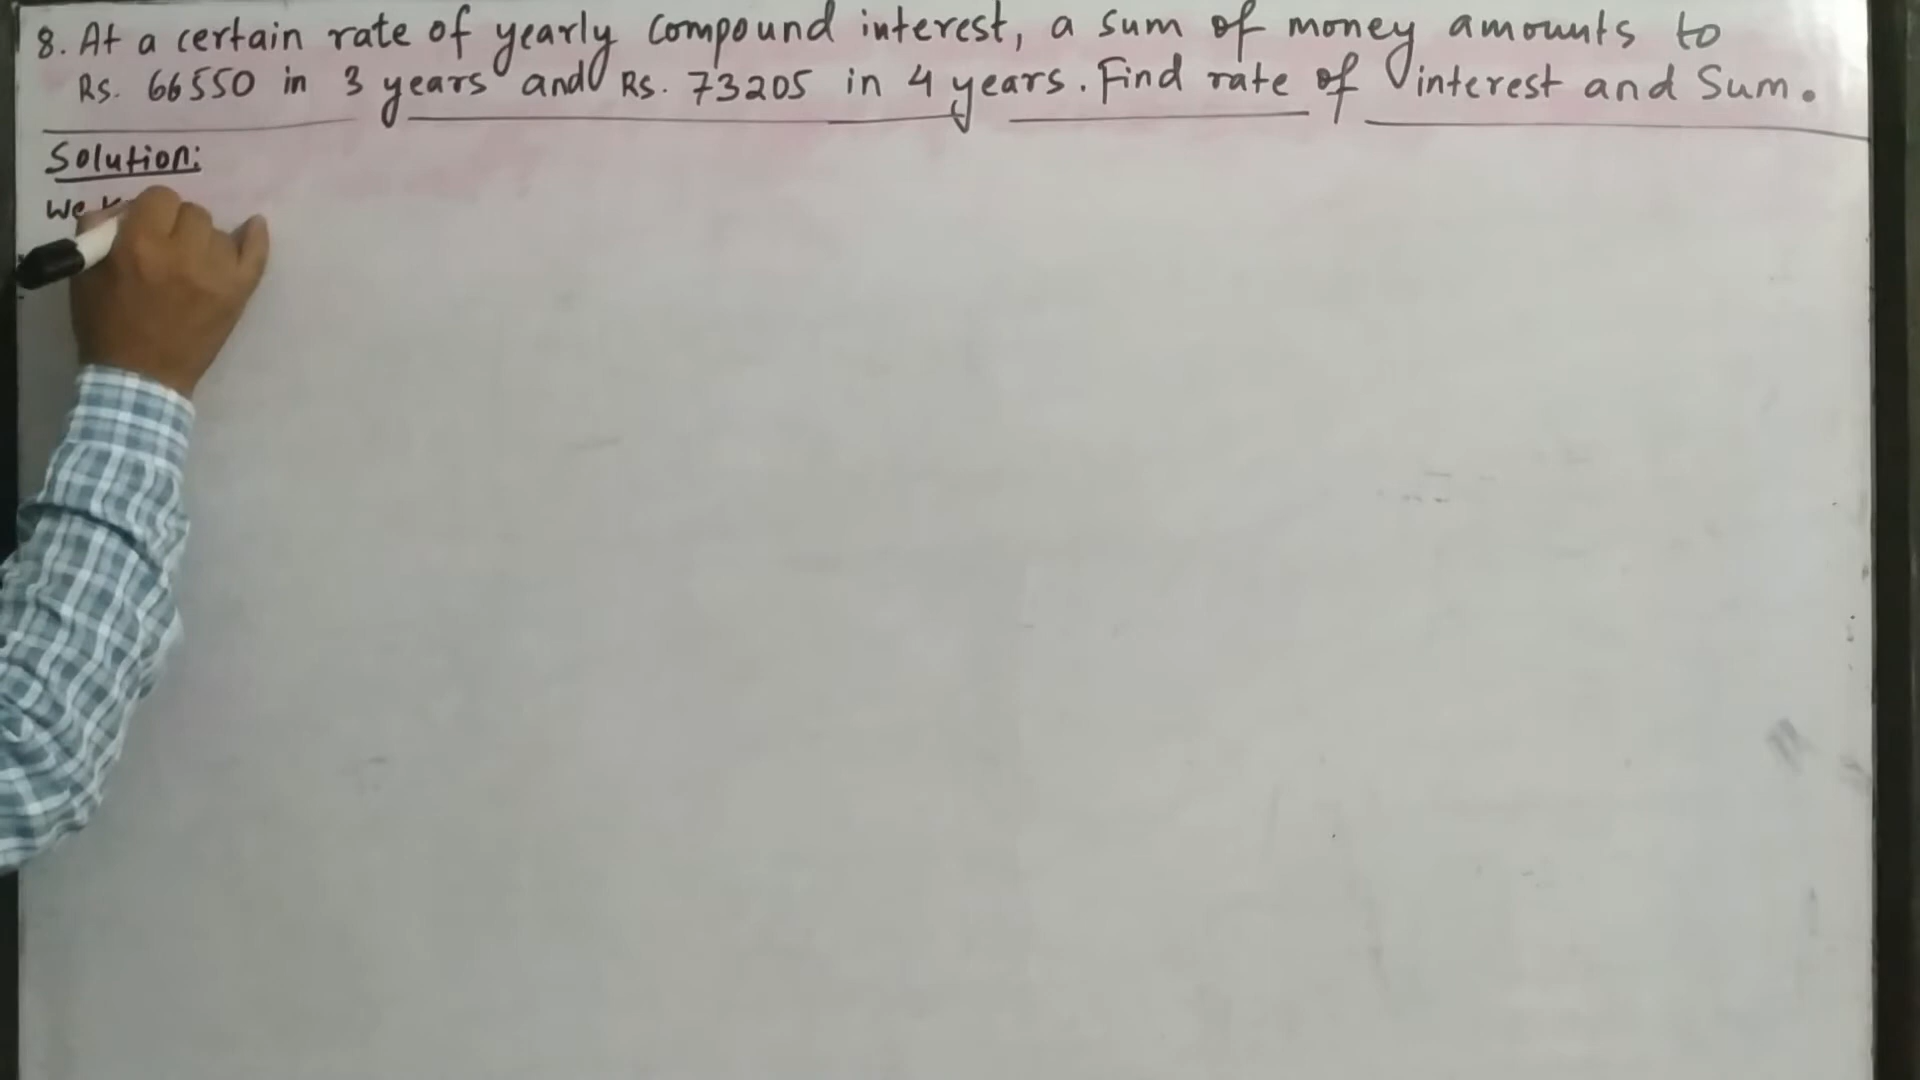 8. At a certain rate of yearly compound interest, a sum of money amounts to
Rs. 66550 in 3 years and Rs. 73205 in 4 years. Find rate of interest and Sum.
Solution:
We